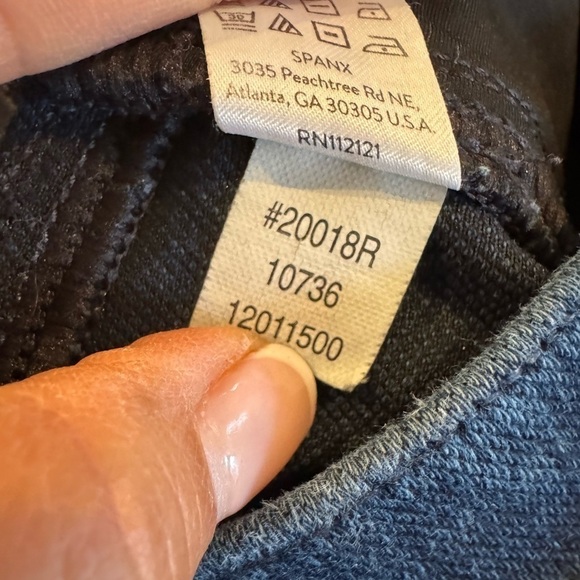 SPANX
3035 Peachtree Rd NE,
Atlanta, GA 30305 U.S.A.
RN112121
#20018R
10736
12011500